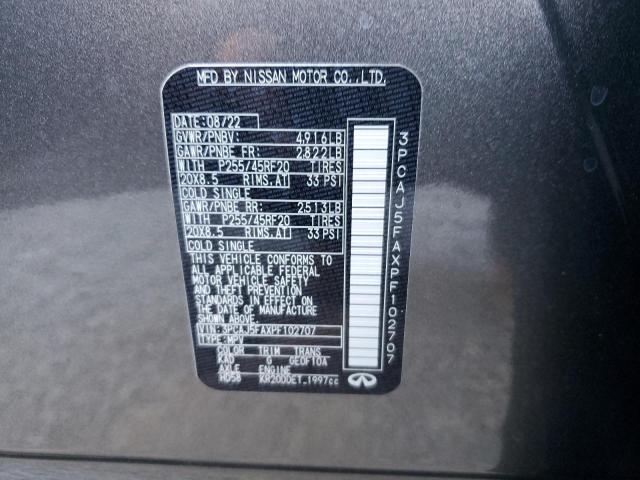 MFD BY NISSAN MOTOR CO.,LTD.
DATE: 08/22
GVWR/PNBV: 4916LB
GAWR/PNBE FR: 2822LB
WITH P255/45RF20 TIRES
20X8.5 RIMS.AT 33 PSI
COLD SINGLE
GAWR/PNBE RR: 2513LB
WITH P255/45RF20 TIRES
20X8.5 RIMS.AT 33 PSI
COLD SINGLE
THIS VEHICLE CONFORMS TO
ALL APPLICABLE FEDERAL
MOTOR VEHICLE SAFETY
AND THEFT PREVENTION
STANDARDS IN EFFECT ON
THE DATE OF MANUFACTURE
SHOWN ABOVE.
VIN: 3PCAJ5FAXPF102707
TYPE: MPV
COLOR TRIM TRANS
KAD G GE0F10A
AXLE ENGINE
HD58 KR20DDET 1997cc
3PCAJ5FAXPF102707